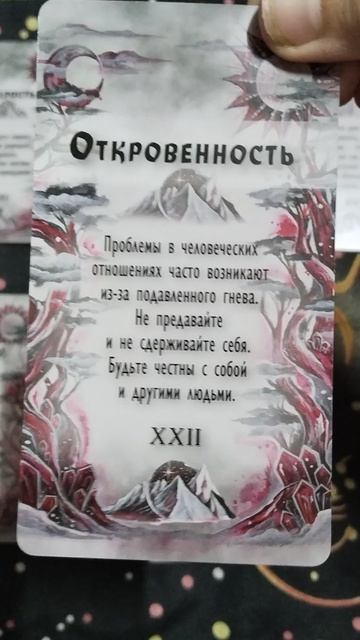 Откровенность
Проблемы в человеческих
отношениях часто возникают
из-за подавленного гнева.
Не предавайте
и не сдерживайте себя.
Будьте честны с собой
и другими людьми.
XXII